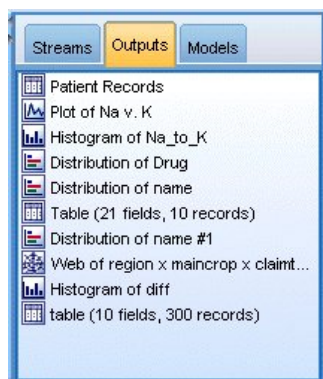 Streams Outputs Models
Patient Records
Plot of Na v. K
Histogram of Na_to_K
Distribution of Drug
Distribution of name
Table (21 fields, 10 records)
Distribution of name #1
Web of region x maincrop x claimt...
Histogram of diff
table (10 fields, 300 records)